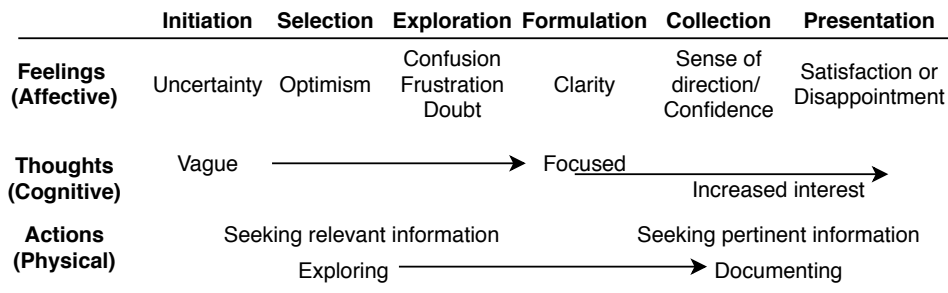 Initiation Selection Exploration Formulation Collection Presentation
Feelings
(Affective)
Uncertainty
Optimism
Confusion
Frustration
Doubt
Clarity
Sense of
direction/
Confidence
Satisfaction or
Disappointment
Thoughts
(Cognitive)
Vague
Focused
Increased interest
Actions
(Physical)
Seeking relevant information
Seeking pertinent information
Exploring
Documenting